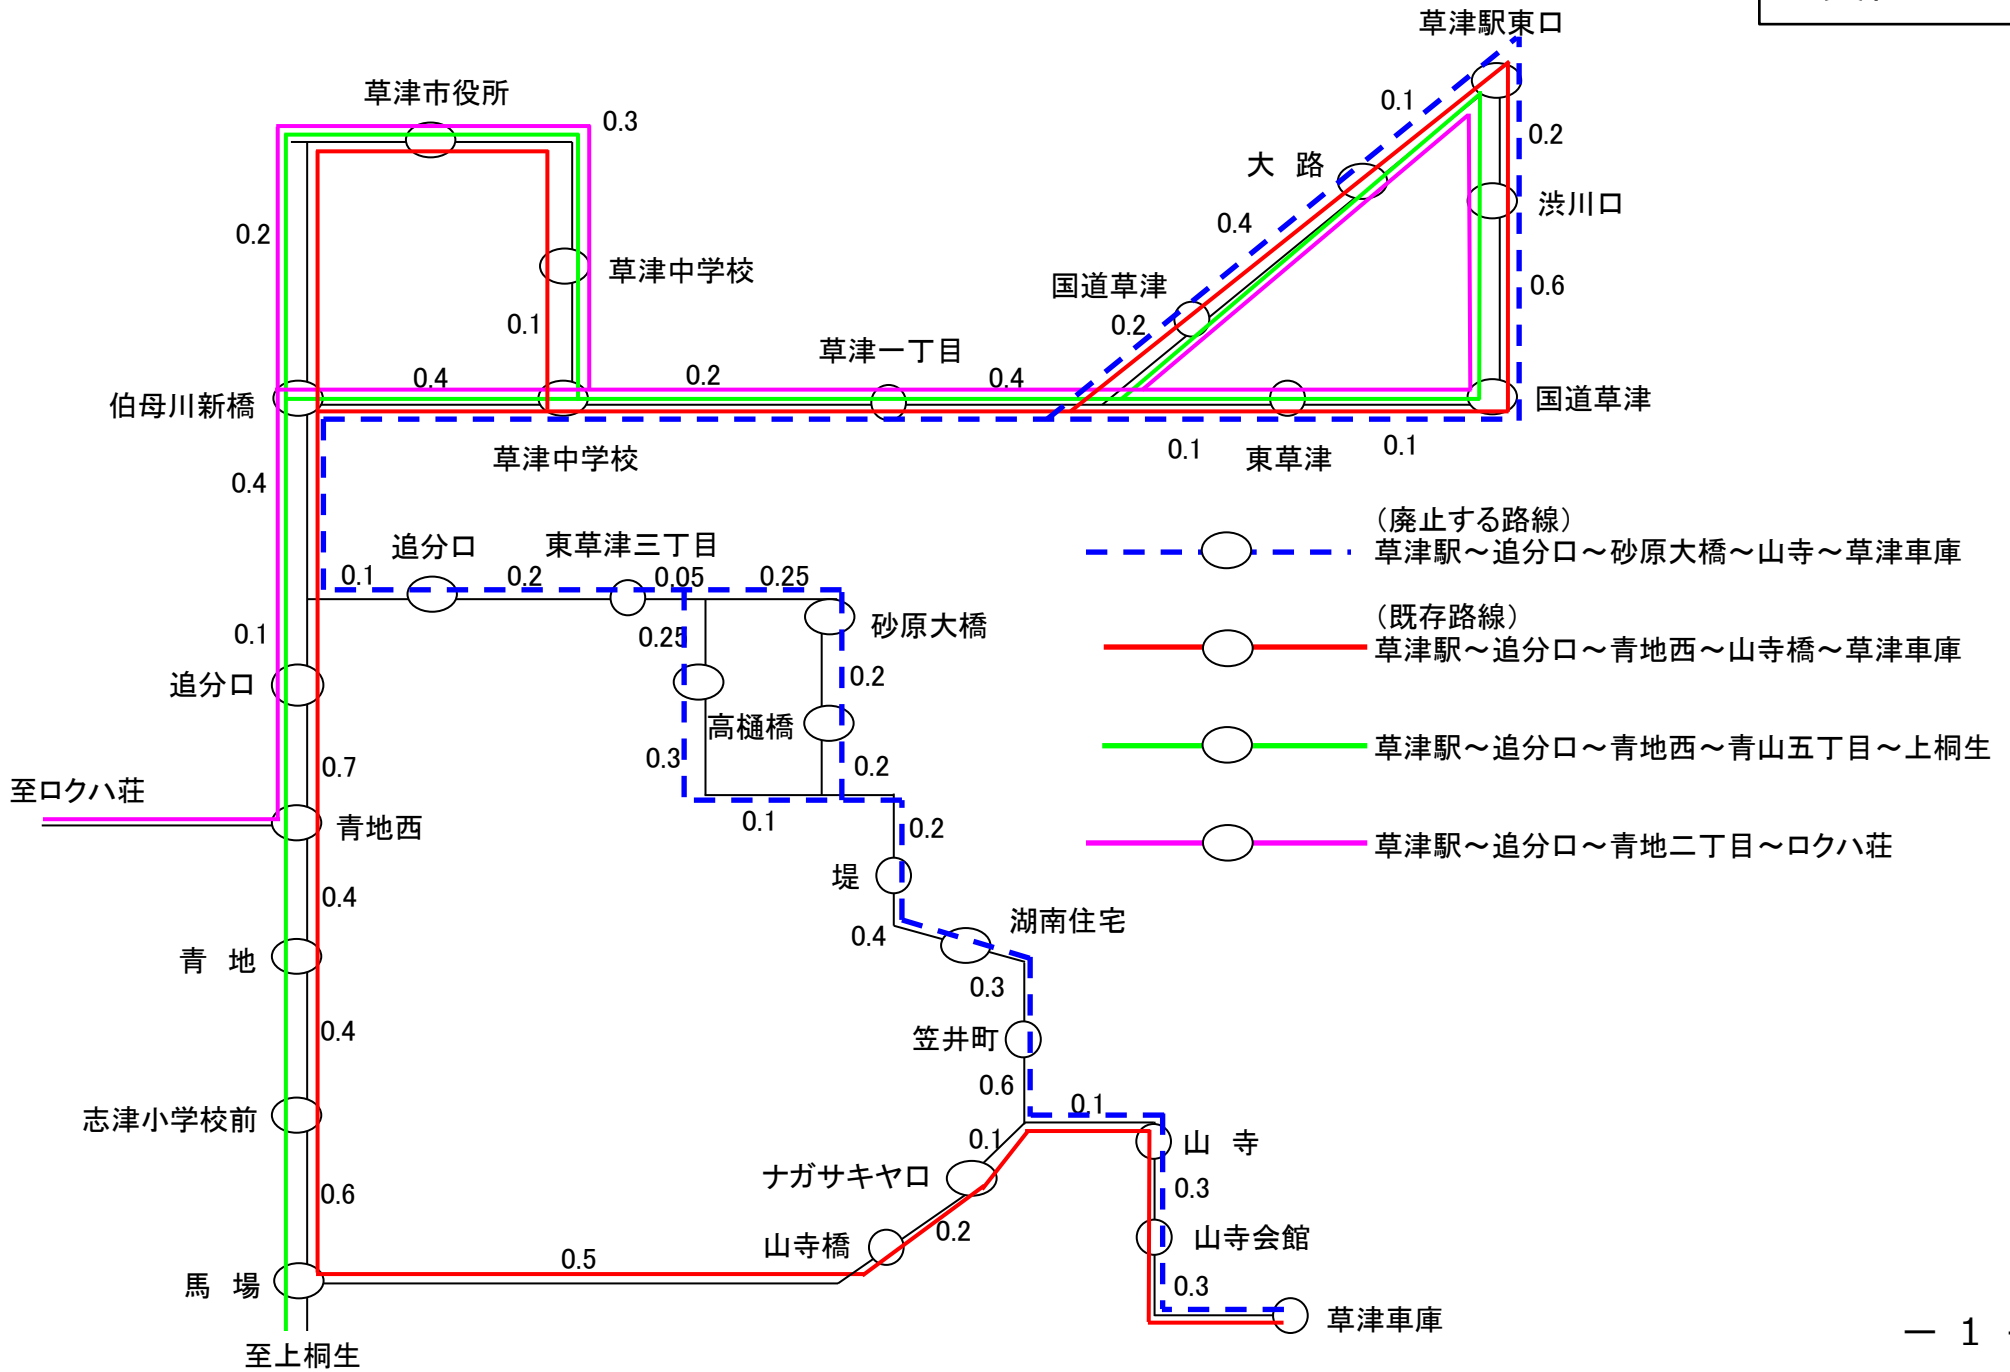 草津駅東口
草津市役所
0.3
0.1
0.2
大 路
渋川口
0.2
0.4
草津中学校
国道草津
0.6
0.1
0.2
草津一丁目
0.4
0.2
0.4
伯母川新橋
国道草津
草津中学校
0.1
東草津
0.1
0.4
(廃止する路線)
草津駅~追分口~砂原大橋~山寺~草津車庫
追分口
東草津三丁目
0.1
0.2
0.05
0.25
(既存路線)
草津駅~追分口~青地西~山寺橋~草津車庫
0.1
0.25
砂原大橋
追分口
0.2
高樋橋
草津駅~追分口~青地西~青山五丁目~上桐生
0.7
0.3
0.2
至ロクハ荘
青地西
0.1
0.2
草津駅~追分口~青地二丁目~ロクハ荘
堤
0.4
湖南住宅
0.4
青 地
0.3
0.4
笠井町
0.6
志津小学校前
0.1
0.1
山 寺
ナガサキヤロ
0.6
0.3
0.2
山寺橋
山寺会館
0.5
馬 場
0.3
草津車庫
至上桐生
― 1